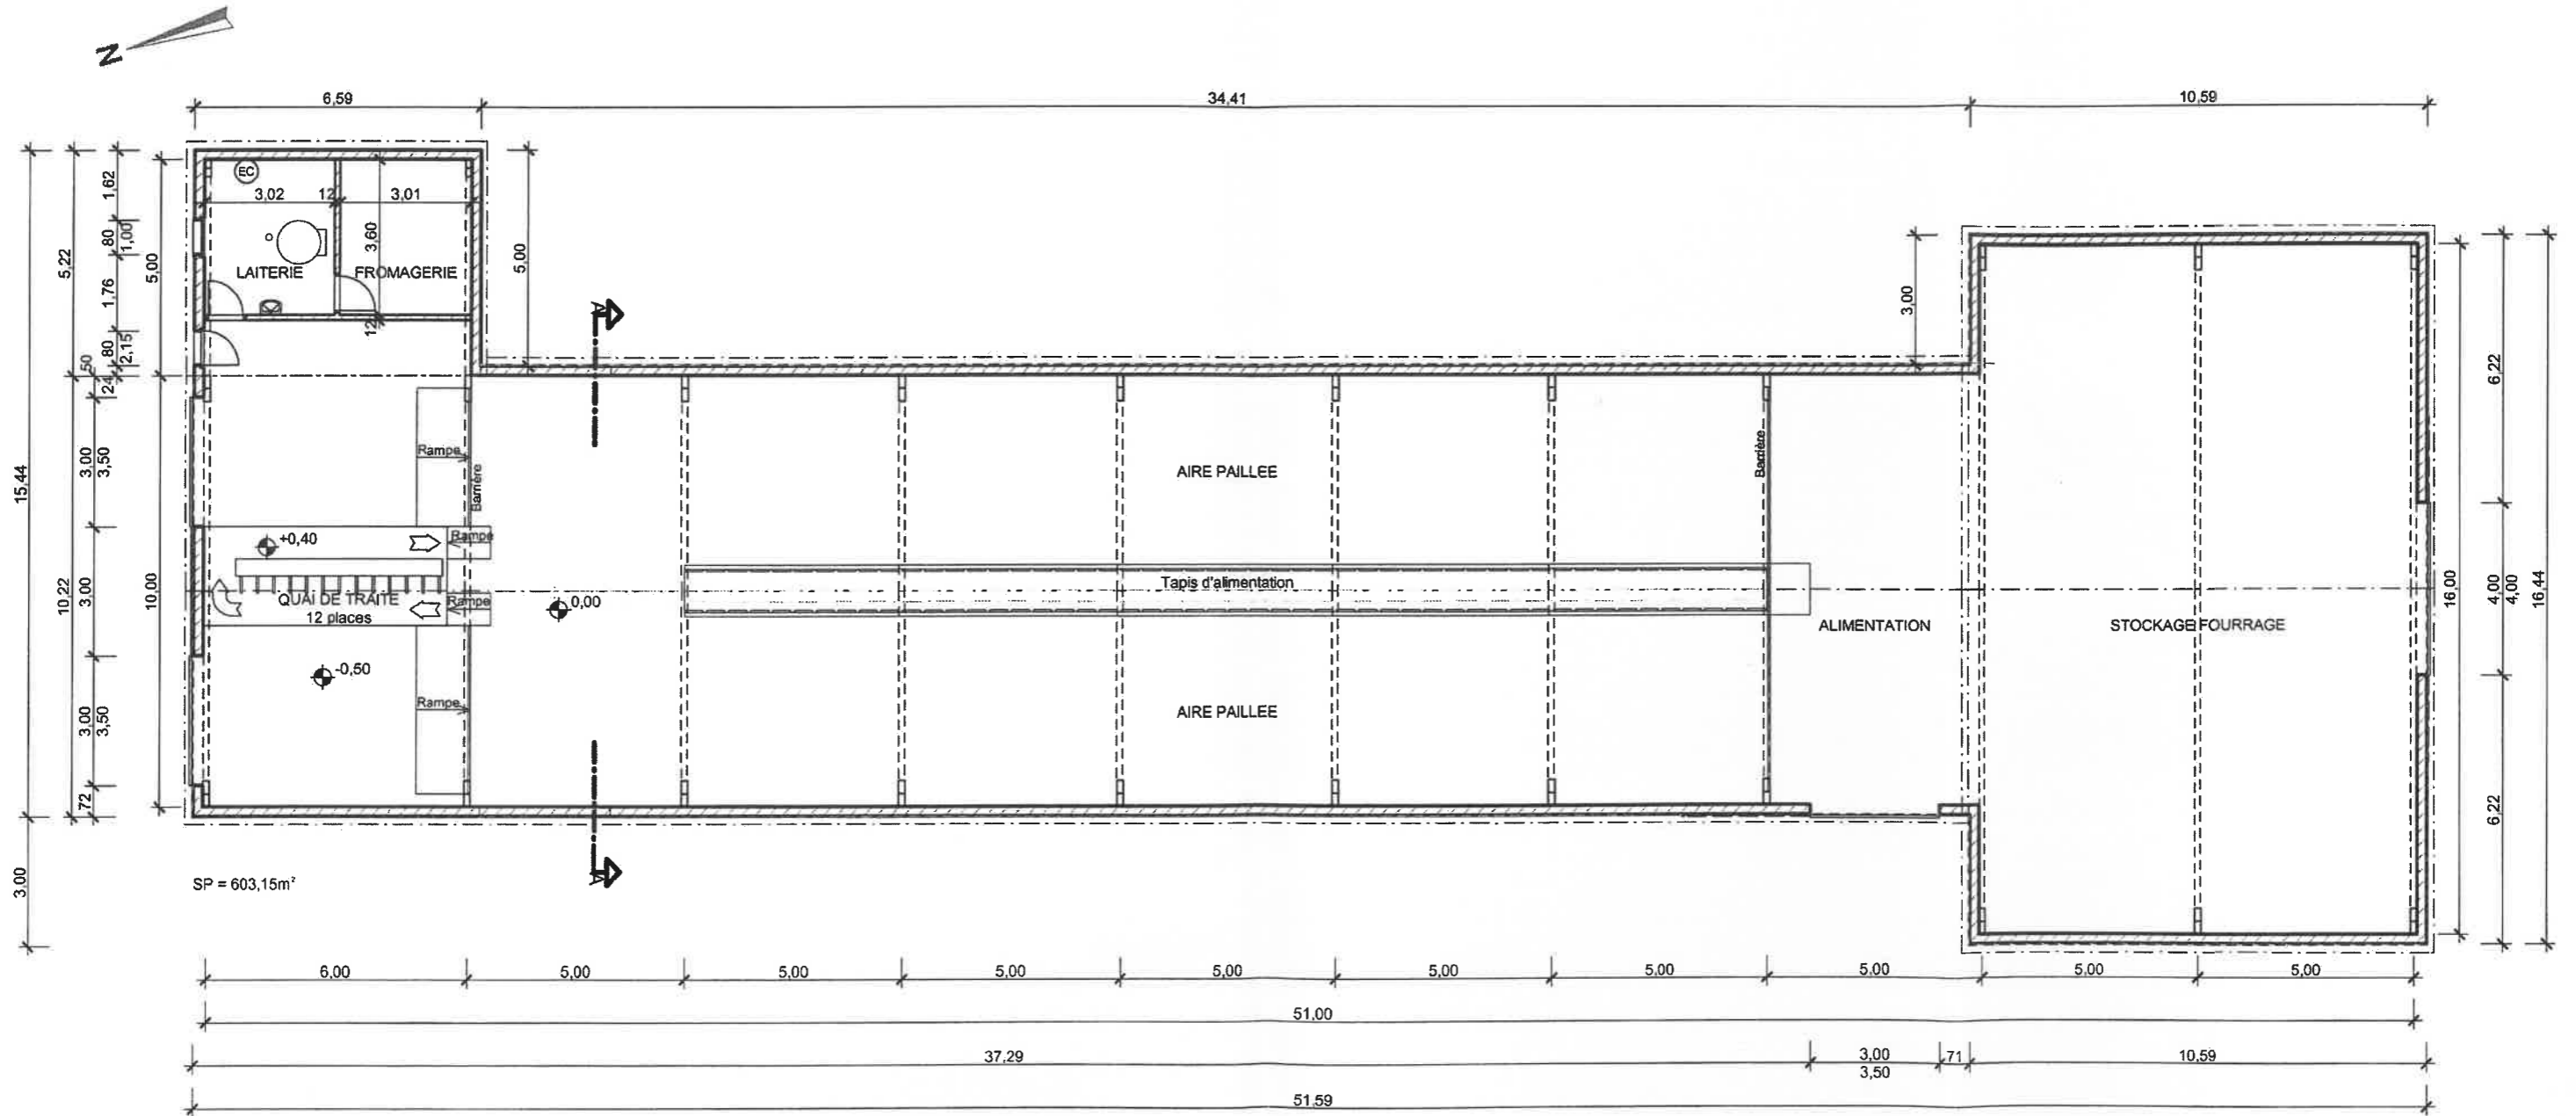 N
6,59
34,41
10,59
EC
3,02
12
3,01
3,60
LAITERIE
FROMAGERIE
12
5,00
3,00
15,44
3,00
5,22
10,22
1,62
80
1,00
1,76
80
2,15
50
24
3,00
3,50
3,00
3,00
3,50
72
5,00
10,00
A
Rampe
Barrière
Barrière
AIRE PAILLEE
+0,40
Rampe
Tapis d'alimentation
QUAI DE TRAITE
12 places
Rampe
0,00
ALIMENTATION
STOCKAGE FOURRAGE
-0,50
Rampe
AIRE PAILLEE
A
6,22
4,00
4,00
6,22
16,00
16,44
SP = 603,15m²
6,00
5,00
5,00
5,00
5,00
5,00
5,00
5,00
5,00
5,00
51,00
37,29
3,00
3,50
71
10,59
51,59